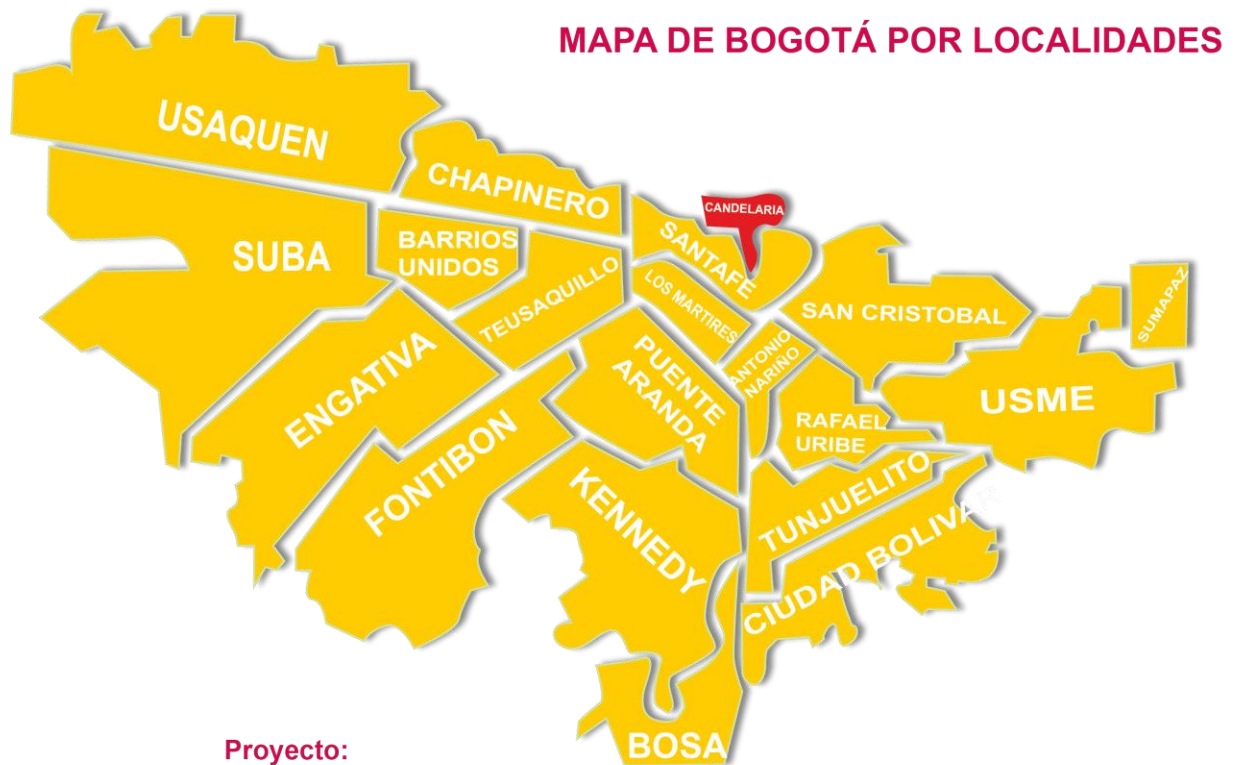 MAPA DE BOGOTÁ POR LOCALIDADES
USAQUEN
CHAPINERO
CANDELARIA
SANTAFE
SUBA
BARRIOS
UNIDOS
TEUSAQUILLO
LOS MARTIRES
SAN CRISTOBAL
SUMAPAZ
ENGATIVA
PUENTE
ARANDA
ANTONIO
NARIÑO
USME
FONTIBON
RAFAEL
URIBE
KENNEDY
TUNJUELITO
CIUDAD BOLIVAR
BOSA
Proyecto: